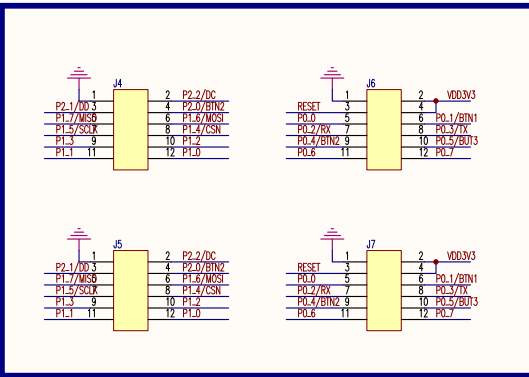 J4
1 2 P2_2/DC
P2_1/DD 3 4 P2_0/BTN2
P1_7/MISO 5 6 P1_6/MOSI
P1_5/SCLK 7 8 P1_4/CSN
P1_3 9 10 P1_2
P1_1 11 12 P1_0
J6
1 2 VDD3V3
RESET 3 4
P0_0 5 6 P0_1/BTN1
P0_2/RX 7 8 P0_3/TX
P0_4/BTN2 9 10 P0_5/BUT3
P0_6 11 12 P0_7
J5
1 2 P2_2/DC
P2_1/DD 3 4 P2_0/BTN2
P1_7/MISO 5 6 P1_6/MOSI
P1_5/SCLK 7 8 P1_4/CSN
P1_3 9 10 P1_2
P1_1 11 12 P1_0
J7
1 2 VDD3V3
RESET 3 4
P0_0 5 6 P0_1/BTN1
P0_2/RX 7 8 P0_3/TX
P0_4/BTN2 9 10 P0_5/BUT3
P0_6 11 12 P0_7